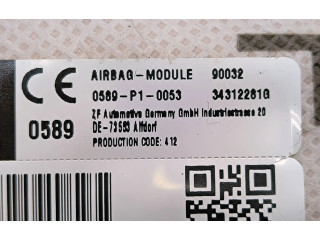 CE AIRBAG-MODULE 90032
0589-P1-0053 34312281G
0589
ZF Automotive Germany GmbH Industriestrasse 20
DE-73553 Alfdorf
PRODUCTION CODE: 412